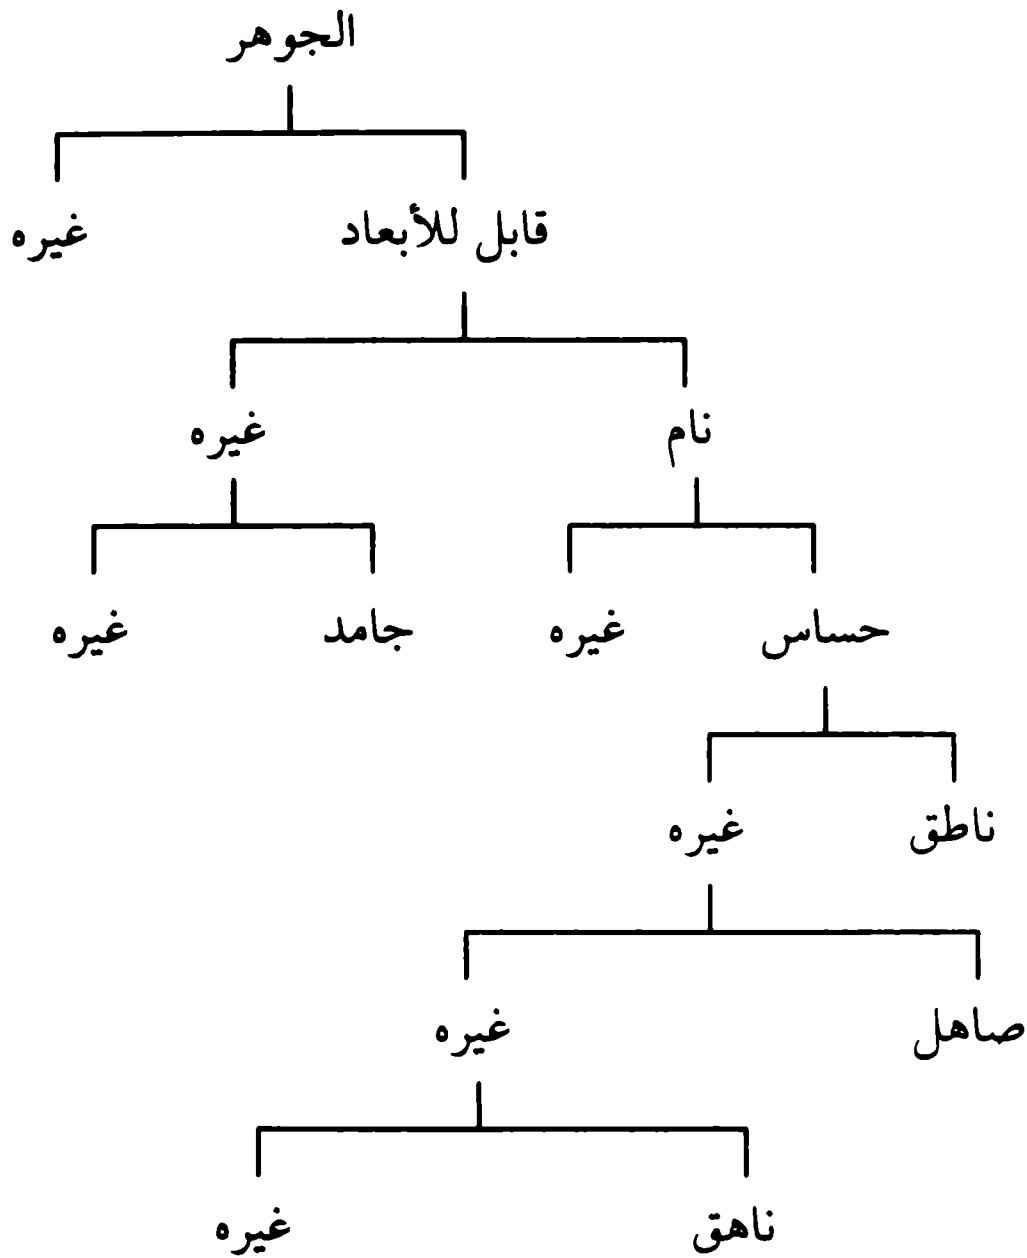 الجوهر
قابل للأبعاد غيره
نام غيره
حساس غيره جامد غيره
ناطق غيره
صاهل غيره
ناهق غيره